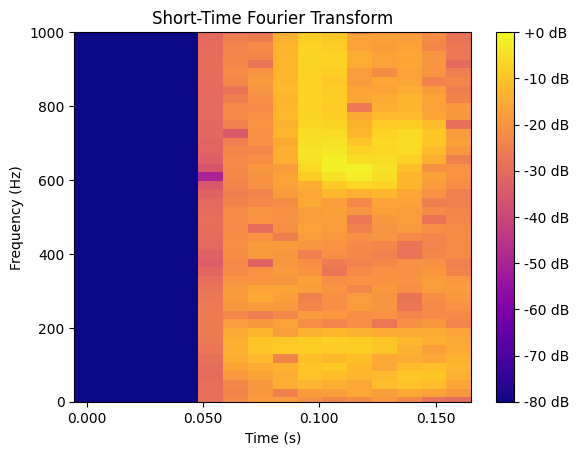 Short-Time Fourier Transform
1000
800
600
400
200
0
Frequency (Hz)
0.000
0.050
0.100
0.150
Time (s)
+0 dB
-10 dB
-20 dB
-30 dB
-40 dB
-50 dB
-60 dB
-70 dB
-80 dB